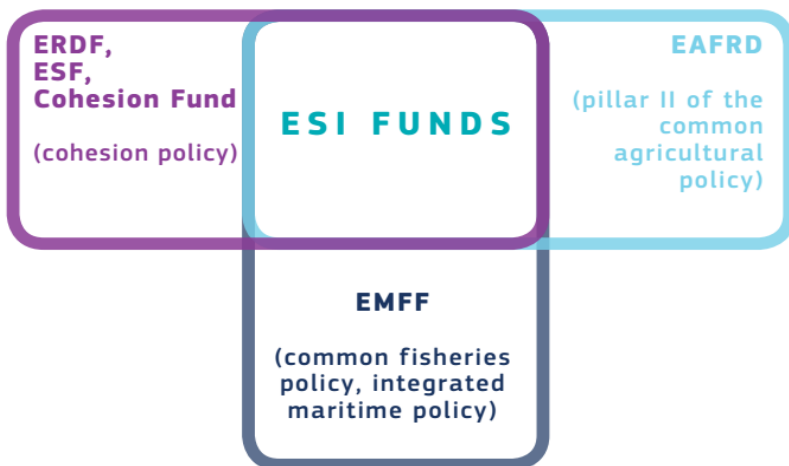 ERDF,
ESF,
Cohesion Fund
(cohesion policy)
ESI FUNDS
EAFRD
(pillar II of the
common
agricultural
policy)
EMFF
(common fisheries
policy, integrated
maritime policy)